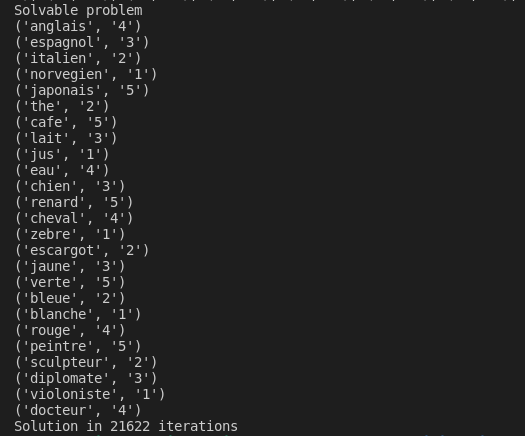 Solvable problem
('anglais', '4')
('espagnol', '3')
('italien', '2')
('norvegien', '1')
('japonais', '5')
('the', '2')
('cafe', '5')
('lait', '3')
('jus', '1')
('eau', '4')
('chien', '3')
('renard', '5')
('cheval', '4')
('zebre', '1')
('escargot', '2')
('jaune', '3')
('verte', '5')
('bleue', '2')
('blanche', '1')
('rouge', '4')
('peintre', '5')
('sculpteur', '2')
('diplomate', '3')
('violoniste', '1')
('docteur', '4')
Solution in 21622 iterations